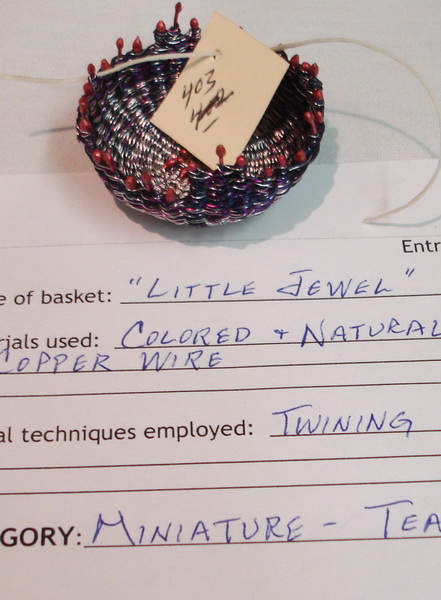 403
402
Entr
e of basket: "LITTLE JEWEL"
rials used: COLORED + NATURAL
COPPER WIRE
al techniques employed: TWINING
GORY: MINIATURE - TEA